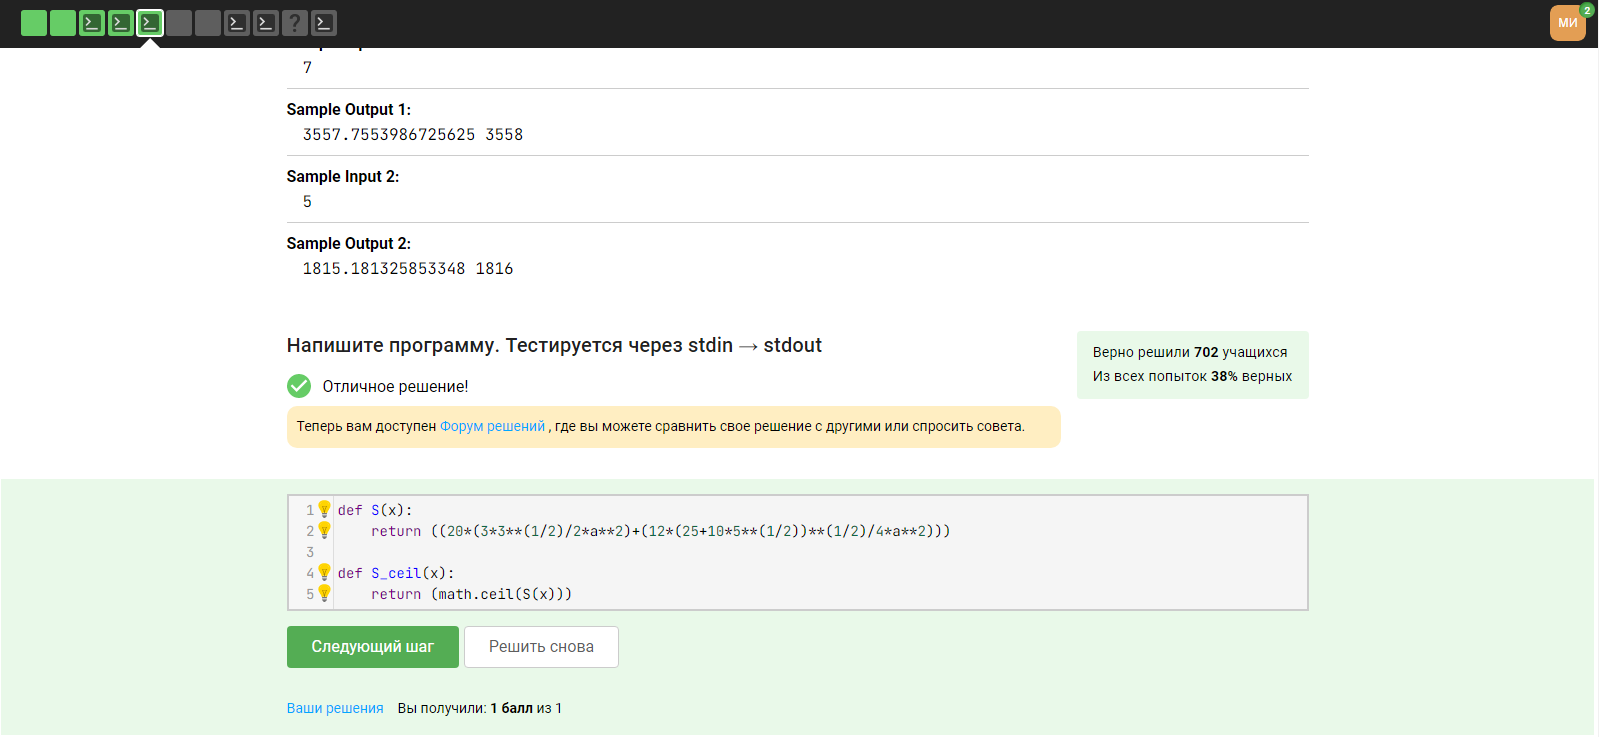 МИ
2
7
Sample Output 1:
3557.7553986725625 3558
Sample Input 2:
5
Sample Output 2:
1815.181325853348 1816
Напишите программу. Тестируется через stdin → stdout
Верно решили 702 учащихся
Из всех попыток 38% верных
Отличное решение!
Теперь вам доступен Форум решений , где вы можете сравнить свое решение с другими или спросить совета.
1 def S(x):
2 return ((20*(3*3**(1/2)/2*a**2)+(12*(25+10*5**(1/2))**(1/2)/4*a**2)))
3
4 def S_ceil(x):
5 return (math.ceil(S(x)))
Следующий шаг
Решить снова
Ваши решения Вы получили: 1 балл из 1